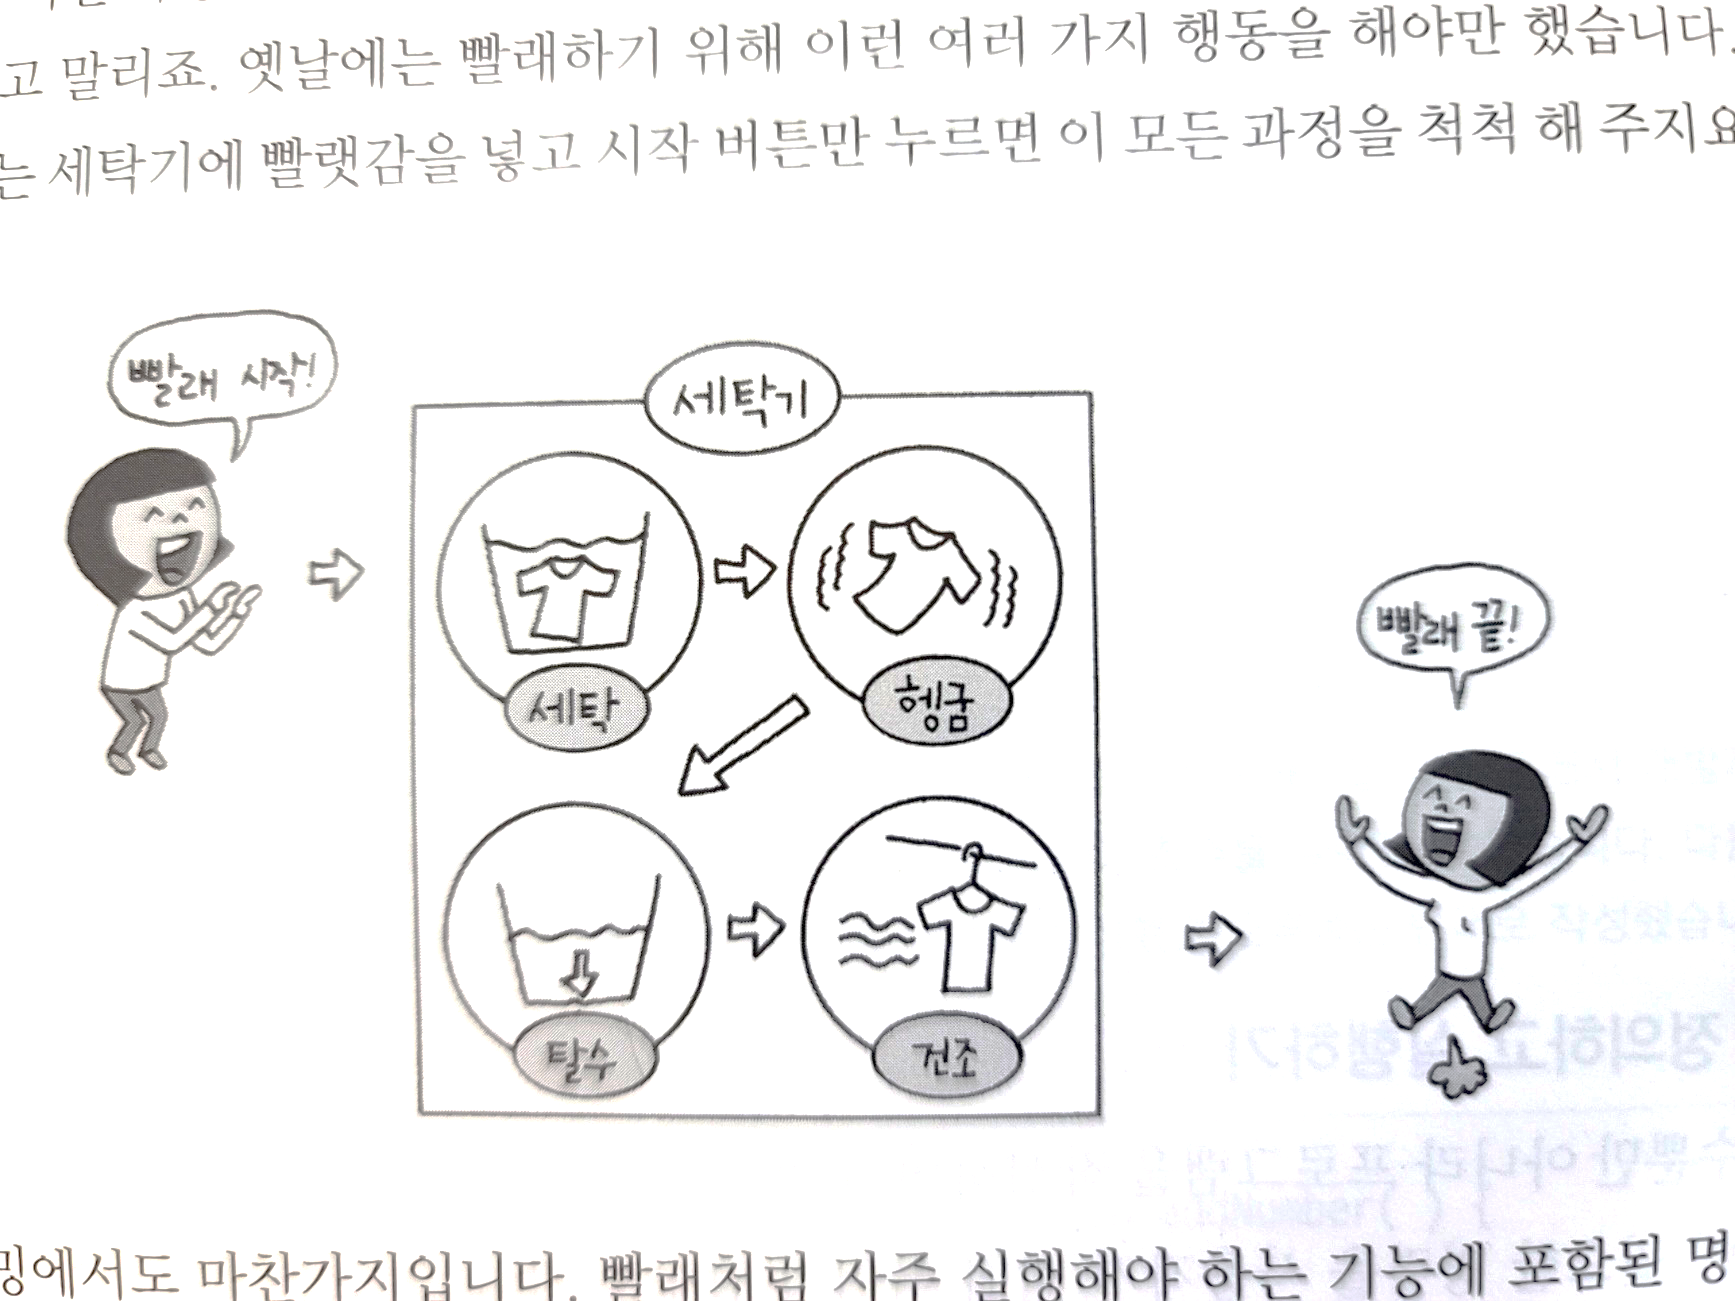 고 말리죠. 옛날에는 빨래하기 위해 이런 여러 가지 행동을 해야만 했습니다.
는 세탁기에 빨랫감을 넣고 시작 버튼만 누르면 이 모든 과정을 척척 해 주지요
빨래 시작!
세탁기
세탁
헹굼
탈수
건조
빨래 끝!
밍에서도 마찬가지입니다. 빨래처럼 자주 실행해야 하는 기능에 포함된 명